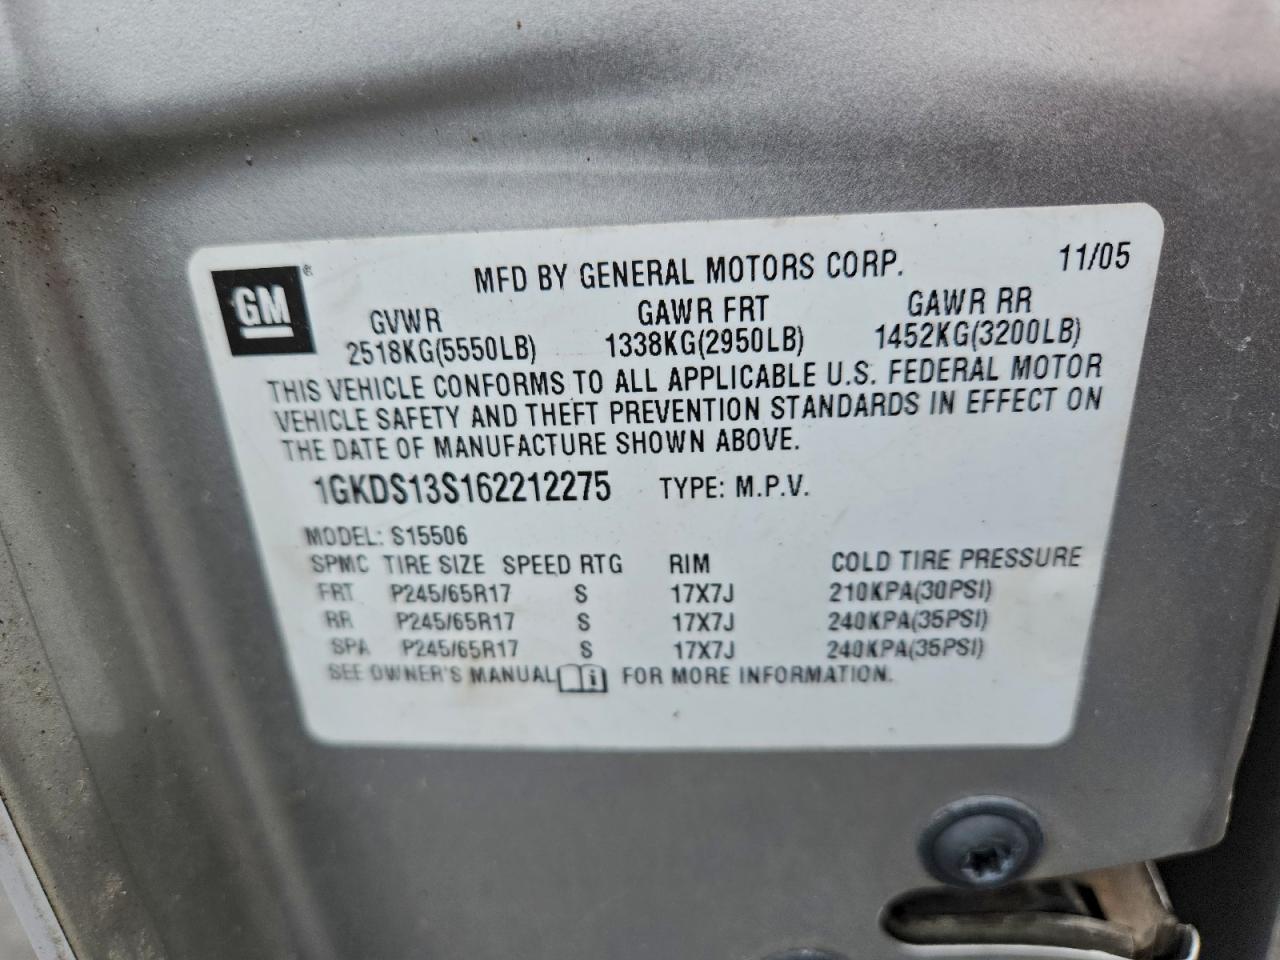 GM ®
MFD BY GENERAL MOTORS CORP. 11/05
GVWR GAWR FRT GAWR RR
2518KG(5550LB) 1338KG(2950LB) 1452KG(3200LB)
THIS VEHICLE CONFORMS TO ALL APPLICABLE U.S. FEDERAL MOTOR
VEHICLE SAFETY AND THEFT PREVENTION STANDARDS IN EFFECT ON
THE DATE OF MANUFACTURE SHOWN ABOVE.
1GKDS13S162212275 TYPE: M.P.V.
MODEL: S15506
SPMC TIRE SIZE SPEED RTG RIM COLD TIRE PRESSURE
FRT P245/65R17 S 17X7J 210KPA(30PSI)
RR P245/65R17 S 17X7J 240KPA(35PSI)
SPA P245/65R17 S 17X7J 240KPA(35PSI)
SEE OWNER'S MANUAL i FOR MORE INFORMATION.